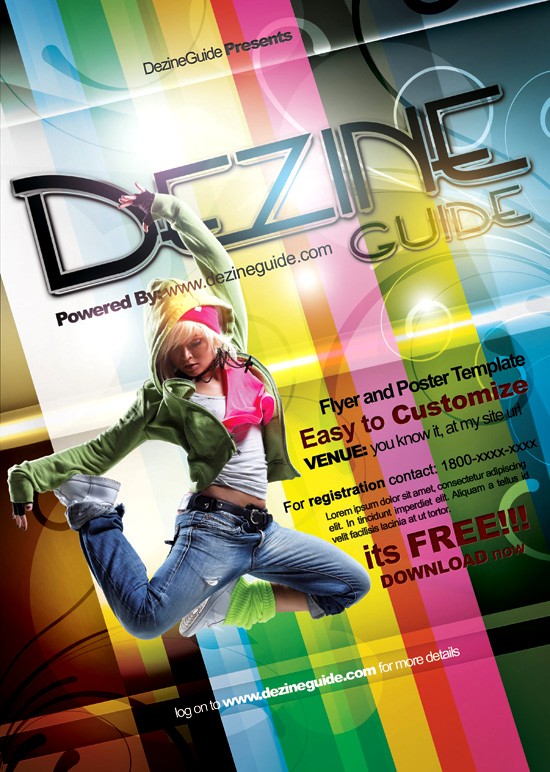 DezineGuide Presents
DEZINE
GUIDE
Powered By: www.dezineguide.com
Flyer and Poster Template
Easy to Customize
VENUE: you know it, at my site url
For registration contact: 1800-xxxx-xxxx
Lorem ipsum dolor sit amet, consectetur adipiscing
elit. In tincidunt imperdiet elit. Aliquam a tellus id
velit facilisis lacinia at ut tortor.
its FREE!!!
DOWNLOAD now
log on to www.dezineguide.com for more details